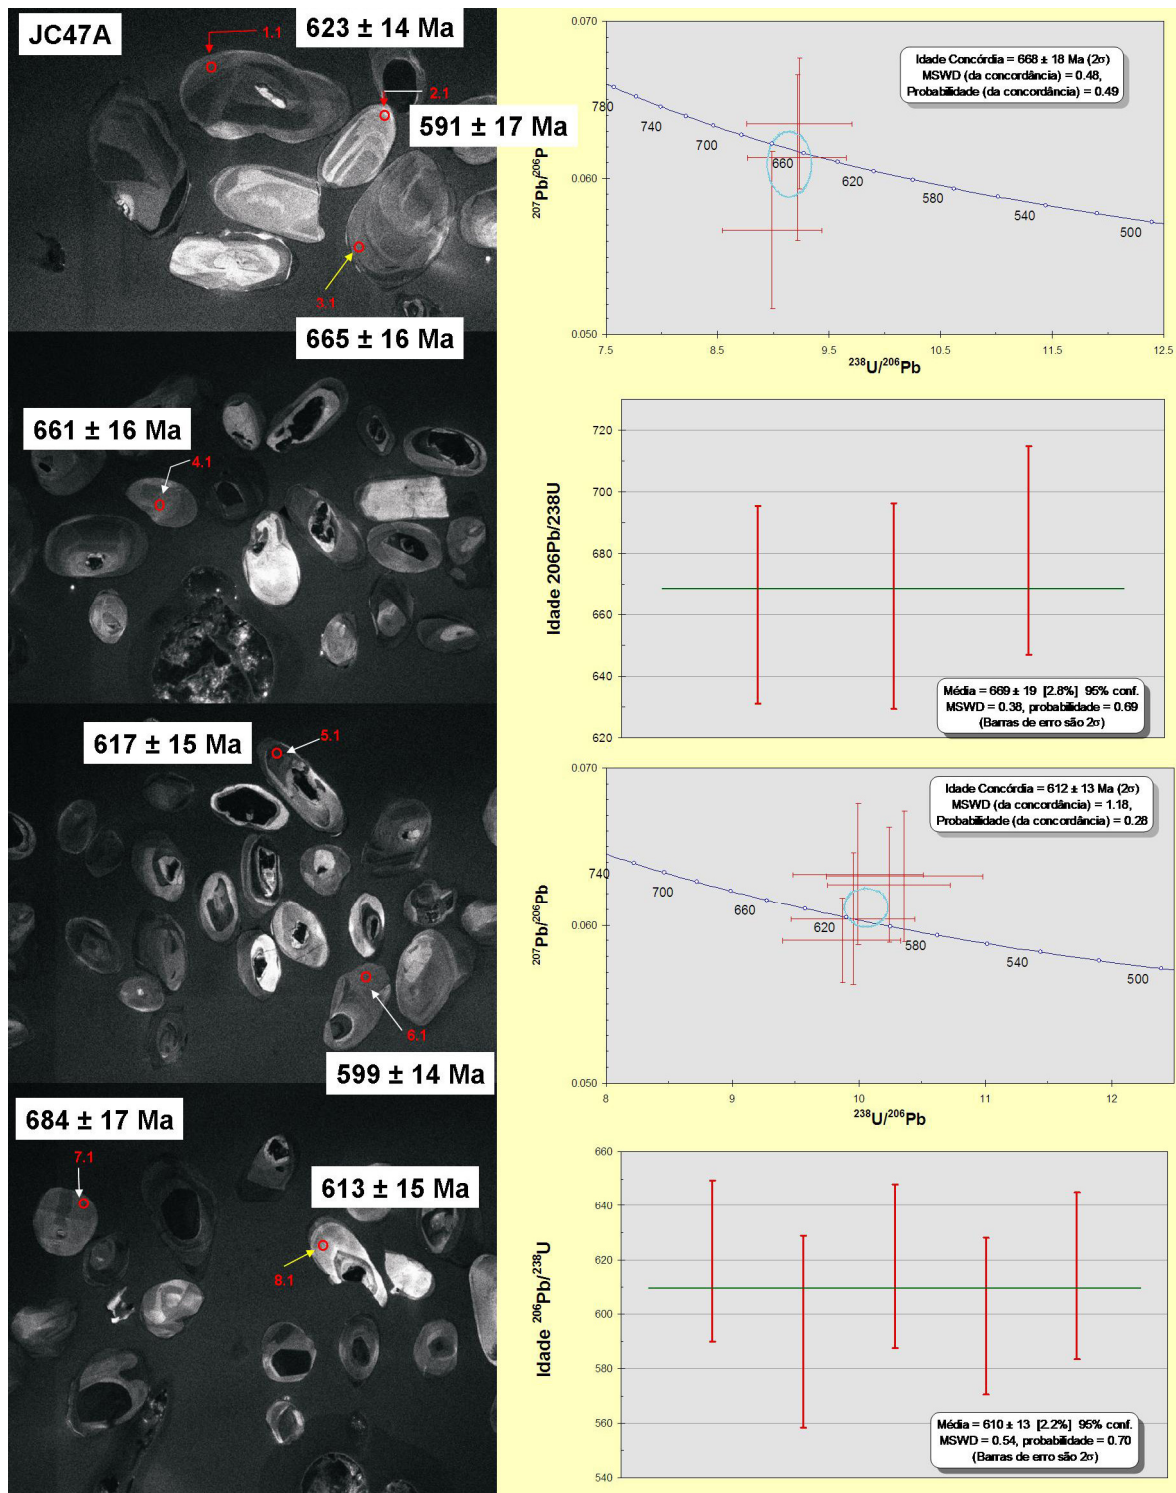 JC47A
1.1
623 ± 14 Ma
2.1
591 ± 17 Ma
3.1
665 ± 16 Ma
661 ± 16 Ma
4.1
617 ± 15 Ma
5.1
6.1
599 ± 14 Ma
684 ± 17 Ma
7.1
613 ± 15 Ma
8.1
0.070
Idade Concórdia = 668 ± 18 Ma (2σ)
MSWD (da concordância) = 0.48,
Probabilidade (da concordância) = 0.49
780
740
700
660
620
580
540
500
207Pb/206P
0.060
0.050
7.5 8.5 9.5 10.5 11.5 12.5
238U/206Pb
720
700
680
660
640
620
Idade 206Pb/238U
Média = 669 ± 19 [2.8%] 95% conf.
MSWD = 0.38, probabilidade = 0.69
(Barras de erro são 2σ)
0.070
Idade Concórdia = 612 ± 13 Ma (2σ)
MSWD (da concordância) = 1.18,
Probabilidade (da concordância) = 0.28
740
700
660
620
580
540
500
207Pb/206Pb
0.060
0.050
8 9 10 11 12
238U/206Pb
660
640
620
600
580
560
540
Idade 206Pb/238U
Média = 610 ± 13 [2.2%] 95% conf.
MSWD = 0.54, probabilidade = 0.70
(Barras de erro são 2σ)